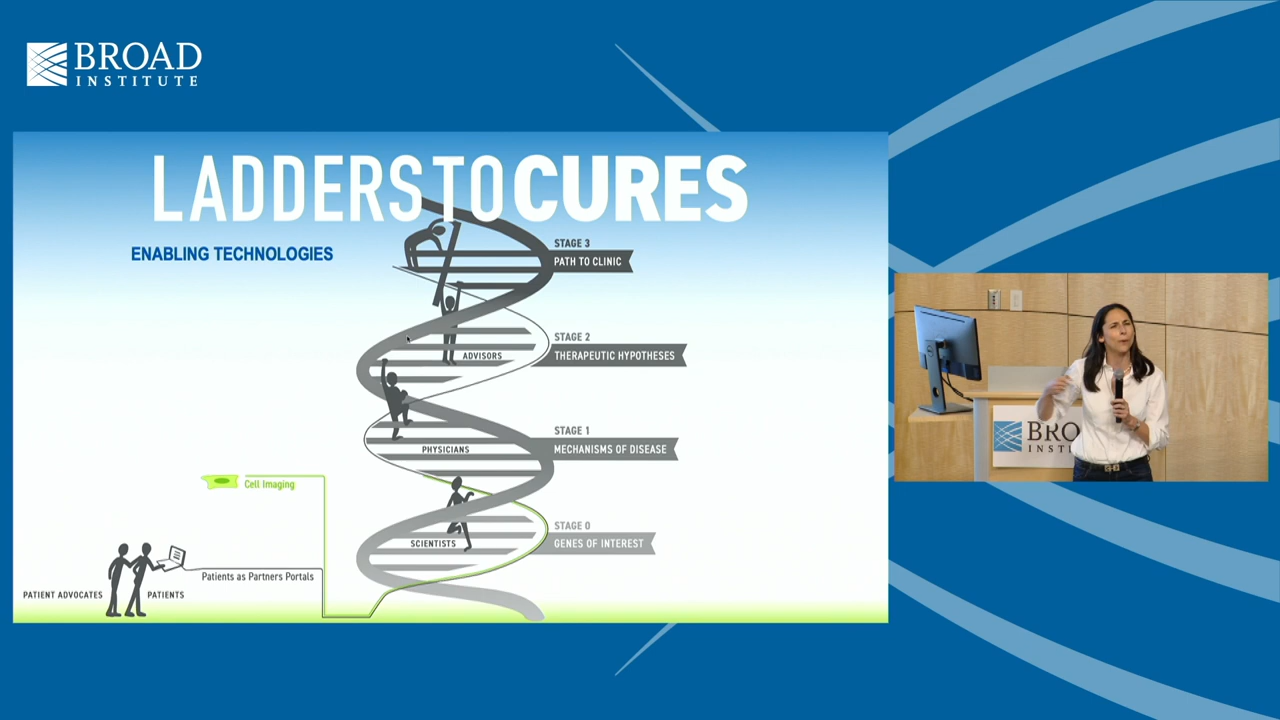 BROAD
INSTITUTE
LADDERS TO CURES
ENABLING TECHNOLOGIES
STAGE 3
PATH TO CLINIC
STAGE 2
THERAPEUTIC HYPOTHESES
ADVISORS
STAGE 1
MECHANISMS OF DISEASE
PHYSICIANS
Cell Imaging
STAGE 0
GENES OF INTEREST
SCIENTISTS
Patients as Partners Portals
PATIENT ADVOCATES
PATIENTS
BRO
INSTI